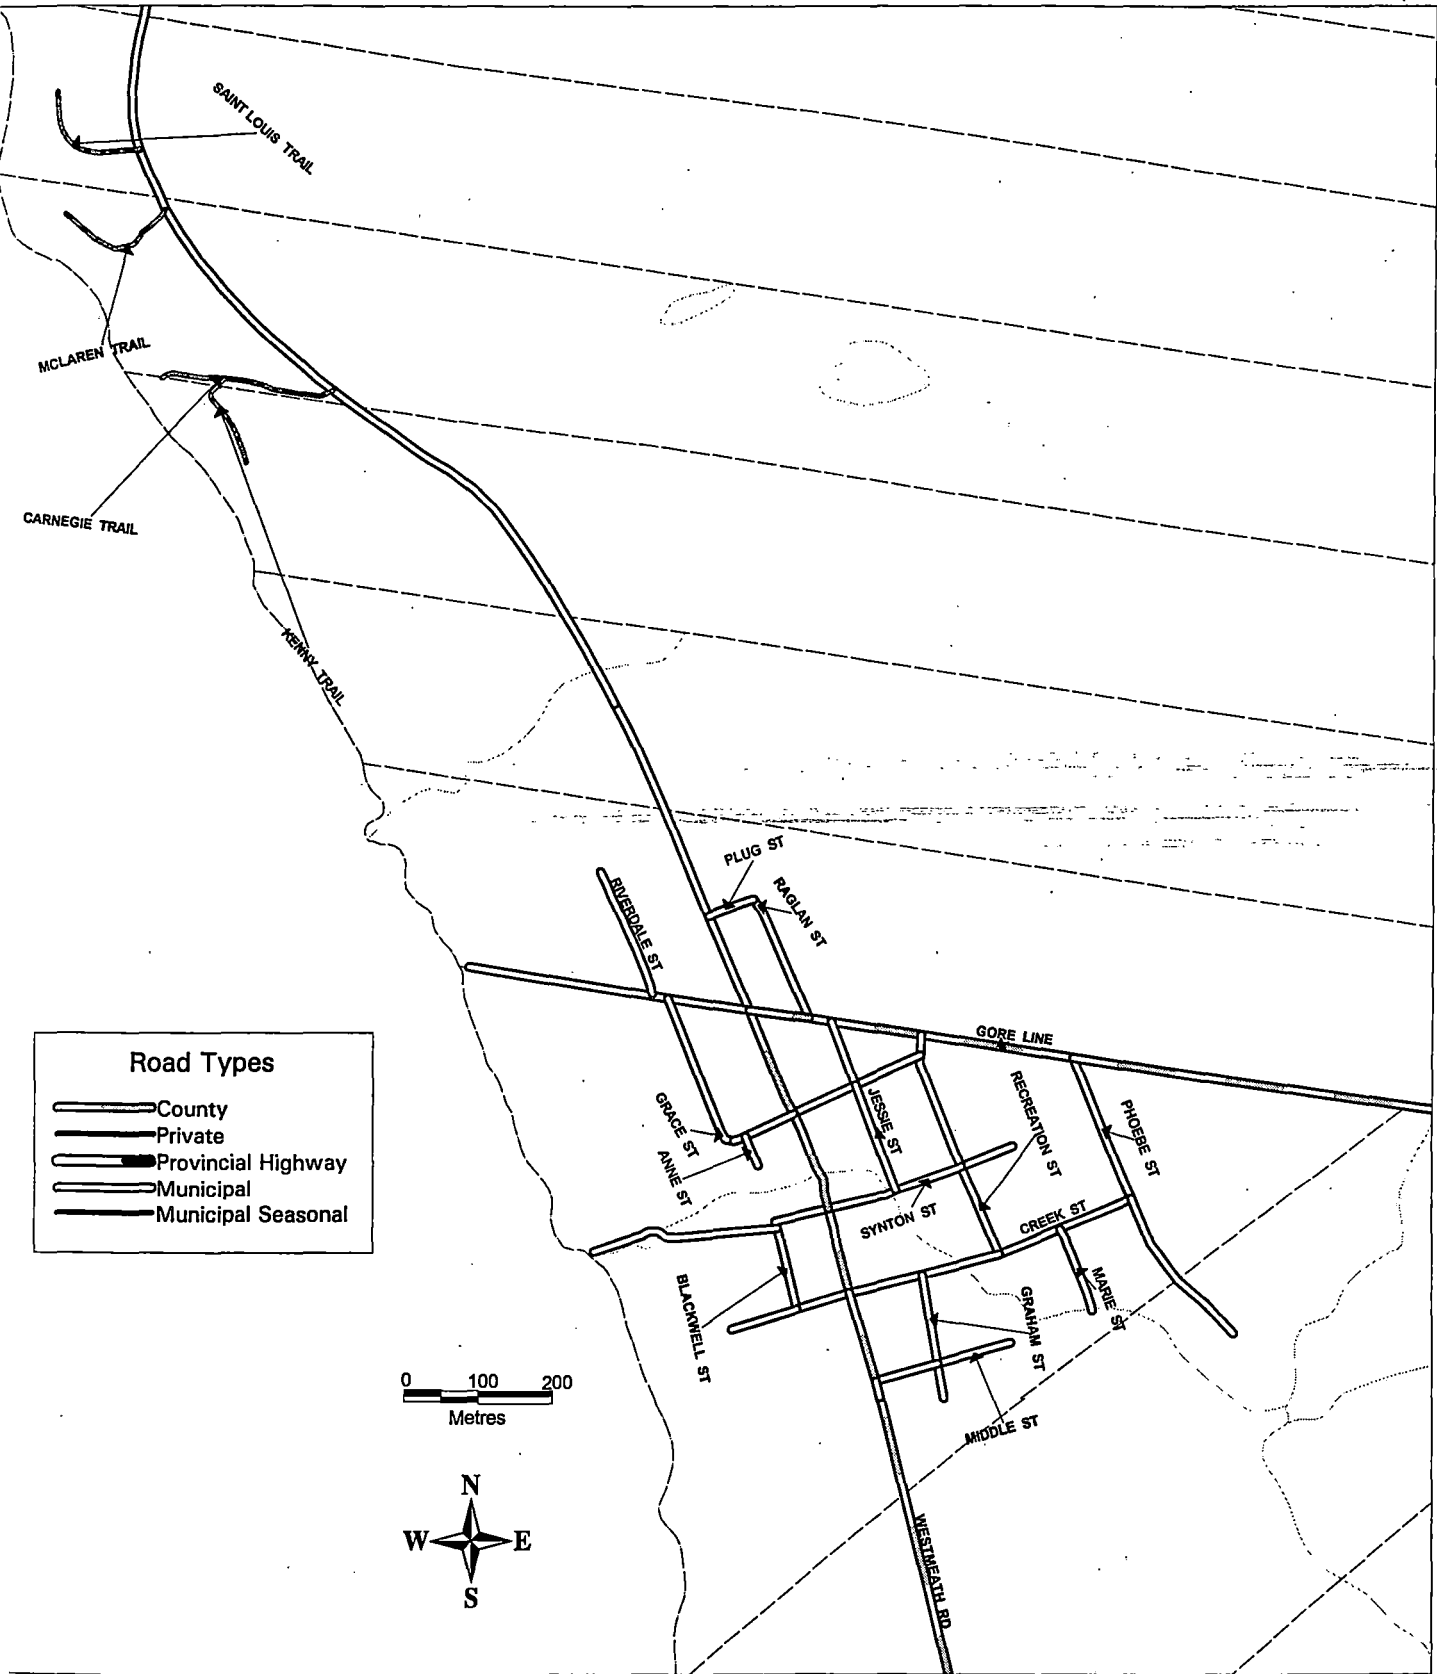 SAINT LOUIS TRAIL
MCLAREN TRAIL
CARNEGIE TRAIL
KENNY TRAIL
PLUG ST
RAGLAN ST
RIVERDALE ST
GORE LINE
RECREATION ST
PHOEBE ST
JESSIE ST
GRACE ST
ANNE ST
SYNTON ST
CREEK ST
BLACKWELL ST
GRAHAM ST
MARIE ST
MIDDLE ST
WESTMEATH RD
Road Types
County
Private
Provincial Highway
Municipal
Municipal Seasonal
0 100 200
Metres
N
W E
S